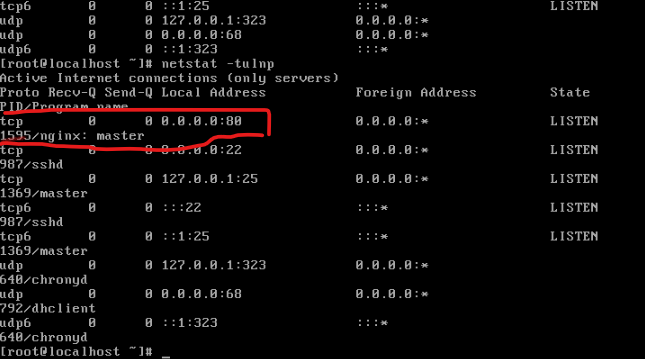 tcp6 0 0 ::1:25 :::* LISTEN
udp 0 0 127.0.0.1:323 0.0.0.0:*
udp 0 0 0.0.0.0:68 0.0.0.0:*
udp6 0 0 ::1:323 :::*
[root@localhost ~]# netstat -tulnp
Active Internet connections (only servers)
Proto Recv-Q Send-Q Local Address Foreign Address State
PID/Program name
tcp 0 0 0.0.0.0:80 0.0.0.0:* LISTEN
1595/nginx: master
tcp 0 0 0.0.0.0:22 0.0.0.0:* LISTEN
987/sshd
tcp 0 0 127.0.0.1:25 0.0.0.0:* LISTEN
1369/master
tcp6 0 0 :::22 :::* LISTEN
987/sshd
tcp6 0 0 ::1:25 :::* LISTEN
1369/master
udp 0 0 127.0.0.1:323 0.0.0.0:*
640/chronyd
udp 0 0 0.0.0.0:68 0.0.0.0:*
792/dhclient
udp6 0 0 ::1:323 :::*
640/chronyd
[root@localhost ~]# _